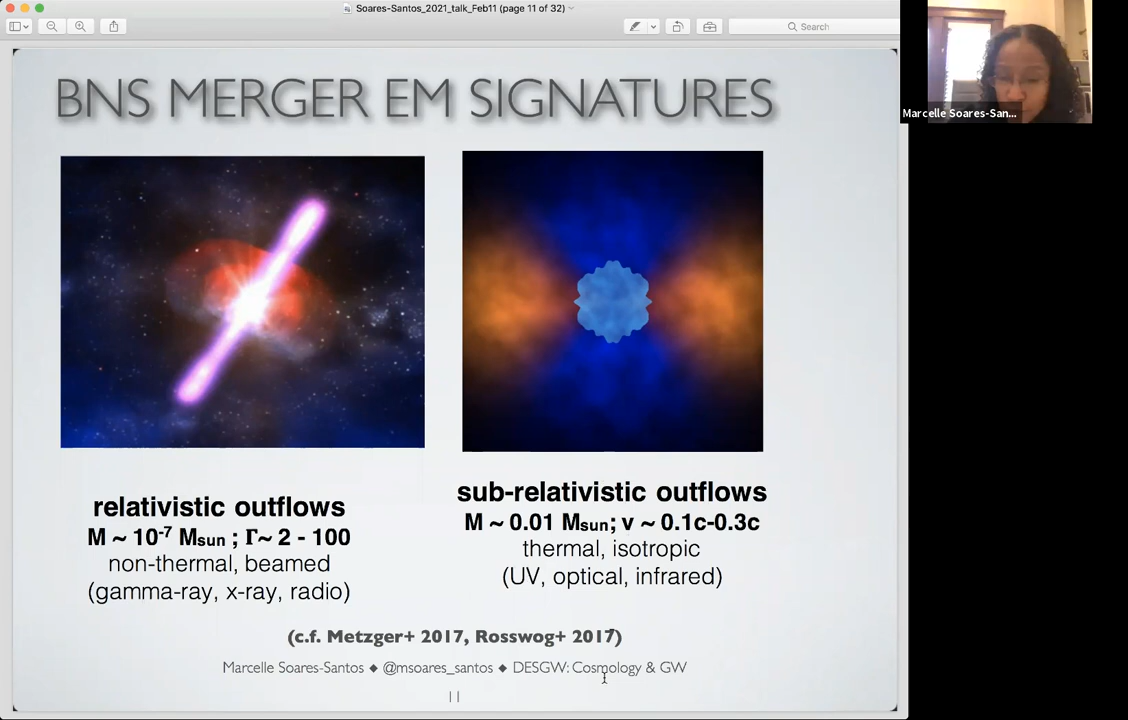 Soares-Santos_2021_talk_Feb11 (page 11 of 32)
Search
BNS MERGER EM SIGNATURES
Marcelle Soares-San...
relativistic outflows
M ~ 10⁻⁷ Msun ; Γ~ 2 - 100
non-thermal, beamed
(gamma-ray, x-ray, radio)
sub-relativistic outflows
M ~ 0.01 Msun; v ~ 0.1c-0.3c
thermal, isotropic
(UV, optical, infrared)
(c.f. Metzger+ 2017, Rosswog+ 2017)
Marcelle Soares-Santos ◆ @msoares_santos ◆ DESGW: Cosmology & GW
11